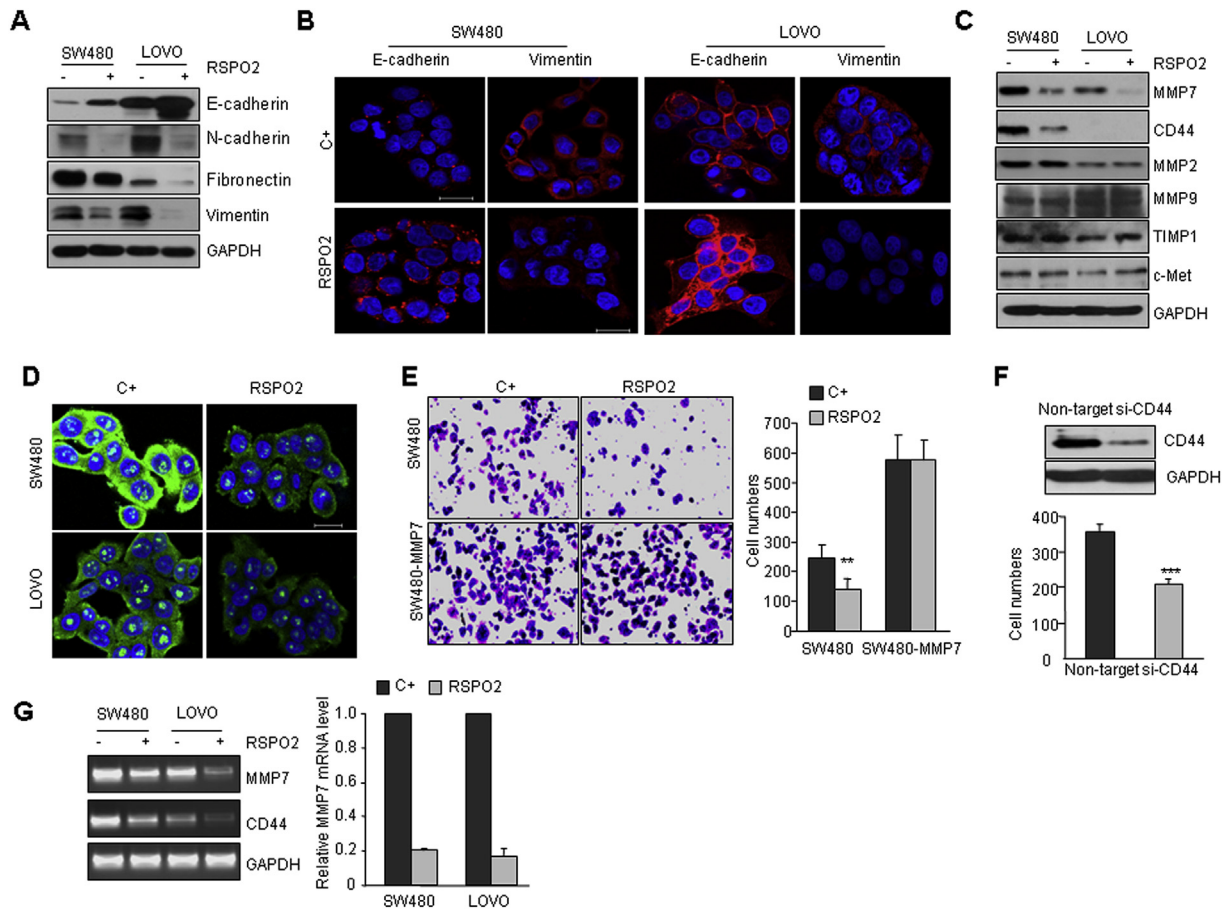 A
SW480 LOVO
- + - + RSPO2
E-cadherin
N-cadherin
Fibronectin
Vimentin
GAPDH
B
SW480 LOVO
E-cadherin Vimentin E-cadherin Vimentin
C+
RSPO2
C
SW480 LOVO
- + - + RSPO2
MMP7
CD44
MMP2
MMP9
TIMP1
c-Met
GAPDH
D
C+ RSPO2
SW480
LOVO
E
C+ RSPO2
SW480
SW480-MMP7
C+
RSPO2
Cell numbers
700
600
500
400
300
200
100
0
**
SW480 SW480-MMP7
F
Non-target si-CD44
CD44
GAPDH
Cell numbers
400
300
200
100
0
***
Non-target si-CD44
G
SW480 LOVO
- + - + RSPO2
MMP7
CD44
GAPDH
C+ RSPO2
Relative MMP7 mRNA level
1.0
0.8
0.6
0.4
0.2
0
SW480 LOVO